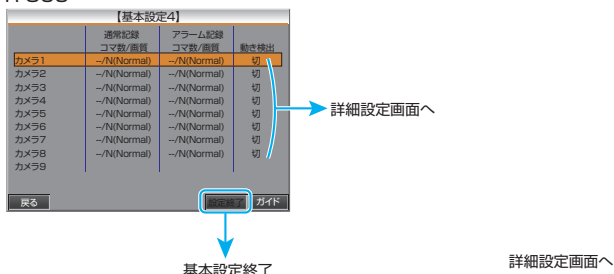 【基本設定4】
通常記録 アラーム記録
コマ数/画質 コマ数/画質 動き検出
カメラ1 --/N(Normal) --/N(Normal) 切
カメラ2 --/N(Normal) --/N(Normal) 切
カメラ3 --/N(Normal) --/N(Normal) 切
カメラ4 --/N(Normal) --/N(Normal) 切
カメラ5 --/N(Normal) --/N(Normal) 切
カメラ6 --/N(Normal) --/N(Normal) 切
カメラ7 --/N(Normal) --/N(Normal) 切
カメラ8 --/N(Normal) --/N(Normal) 切
カメラ9
詳細設定画面へ
戻る 設定終了 ガイド
基本設定終了
詳細設定画面へ